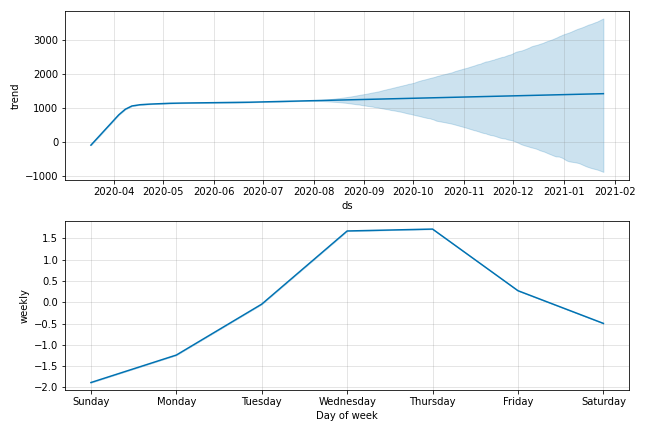 trend
3000
2000
1000
0
−1000
2020-04 2020-05 2020-06 2020-07 2020-08 2020-09 2020-10 2020-11 2020-12 2021-01 2021-02
ds
weekly
1.5
1.0
0.5
0.0
−0.5
−1.0
−1.5
−2.0
Sunday Monday Tuesday Wednesday Thursday Friday Saturday
Day of week